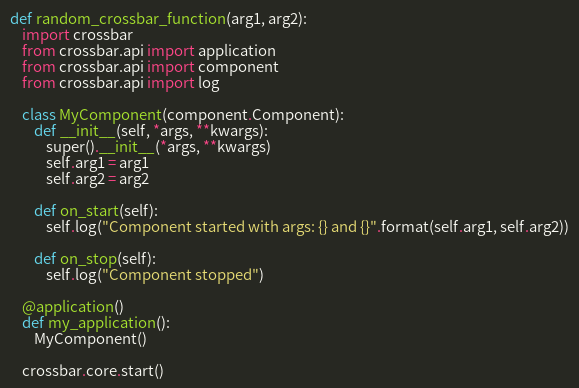 def random_crossbar_function(arg1, arg2):
    import crossbar
    from crossbar.api import application
    from crossbar.api import component
    from crossbar.api import log

    class MyComponent(component.Component):
        def __init__(self, *args, **kwargs):
            super().__init__(*args, **kwargs)
            self.arg1 = arg1
            self.arg2 = arg2

        def on_start(self):
            self.log("Component started with args: {} and {}".format(self.arg1, self.arg2))

        def on_stop(self):
            self.log("Component stopped")

    @application()
    def my_application():
        MyComponent()

    crossbar.core.start()